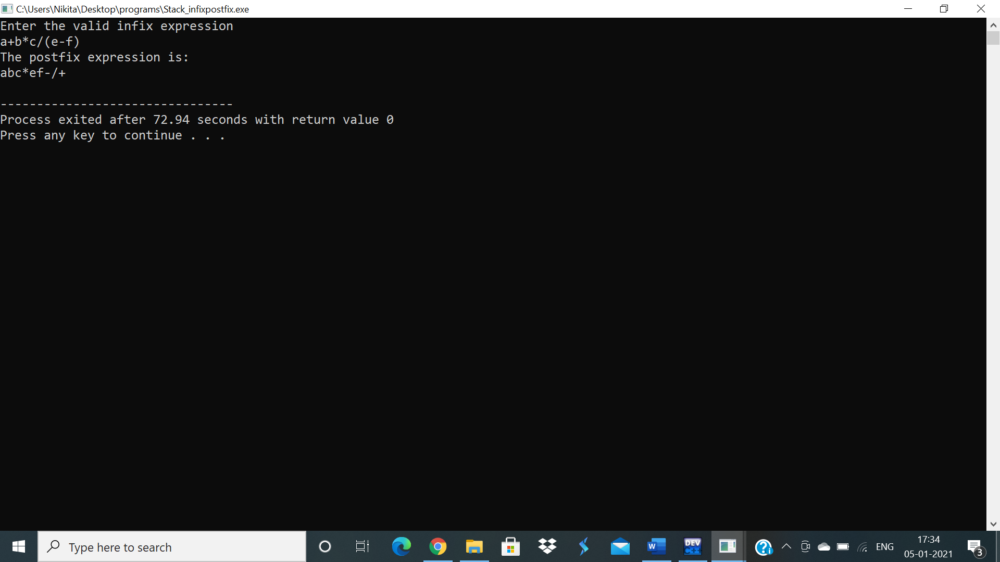 C:\Users\Nikita\Desktop\programs\Stack_infixpostfix.exe
Enter the valid infix expression
a+b*c/(e-f)
The postfix expression is:
abc*ef-/+
--------------------------------
Process exited after 72.94 seconds with return value 0
Press any key to continue . . .
Type here to search
W
DEV
C++
ENG
17:34
05-01-2021
3